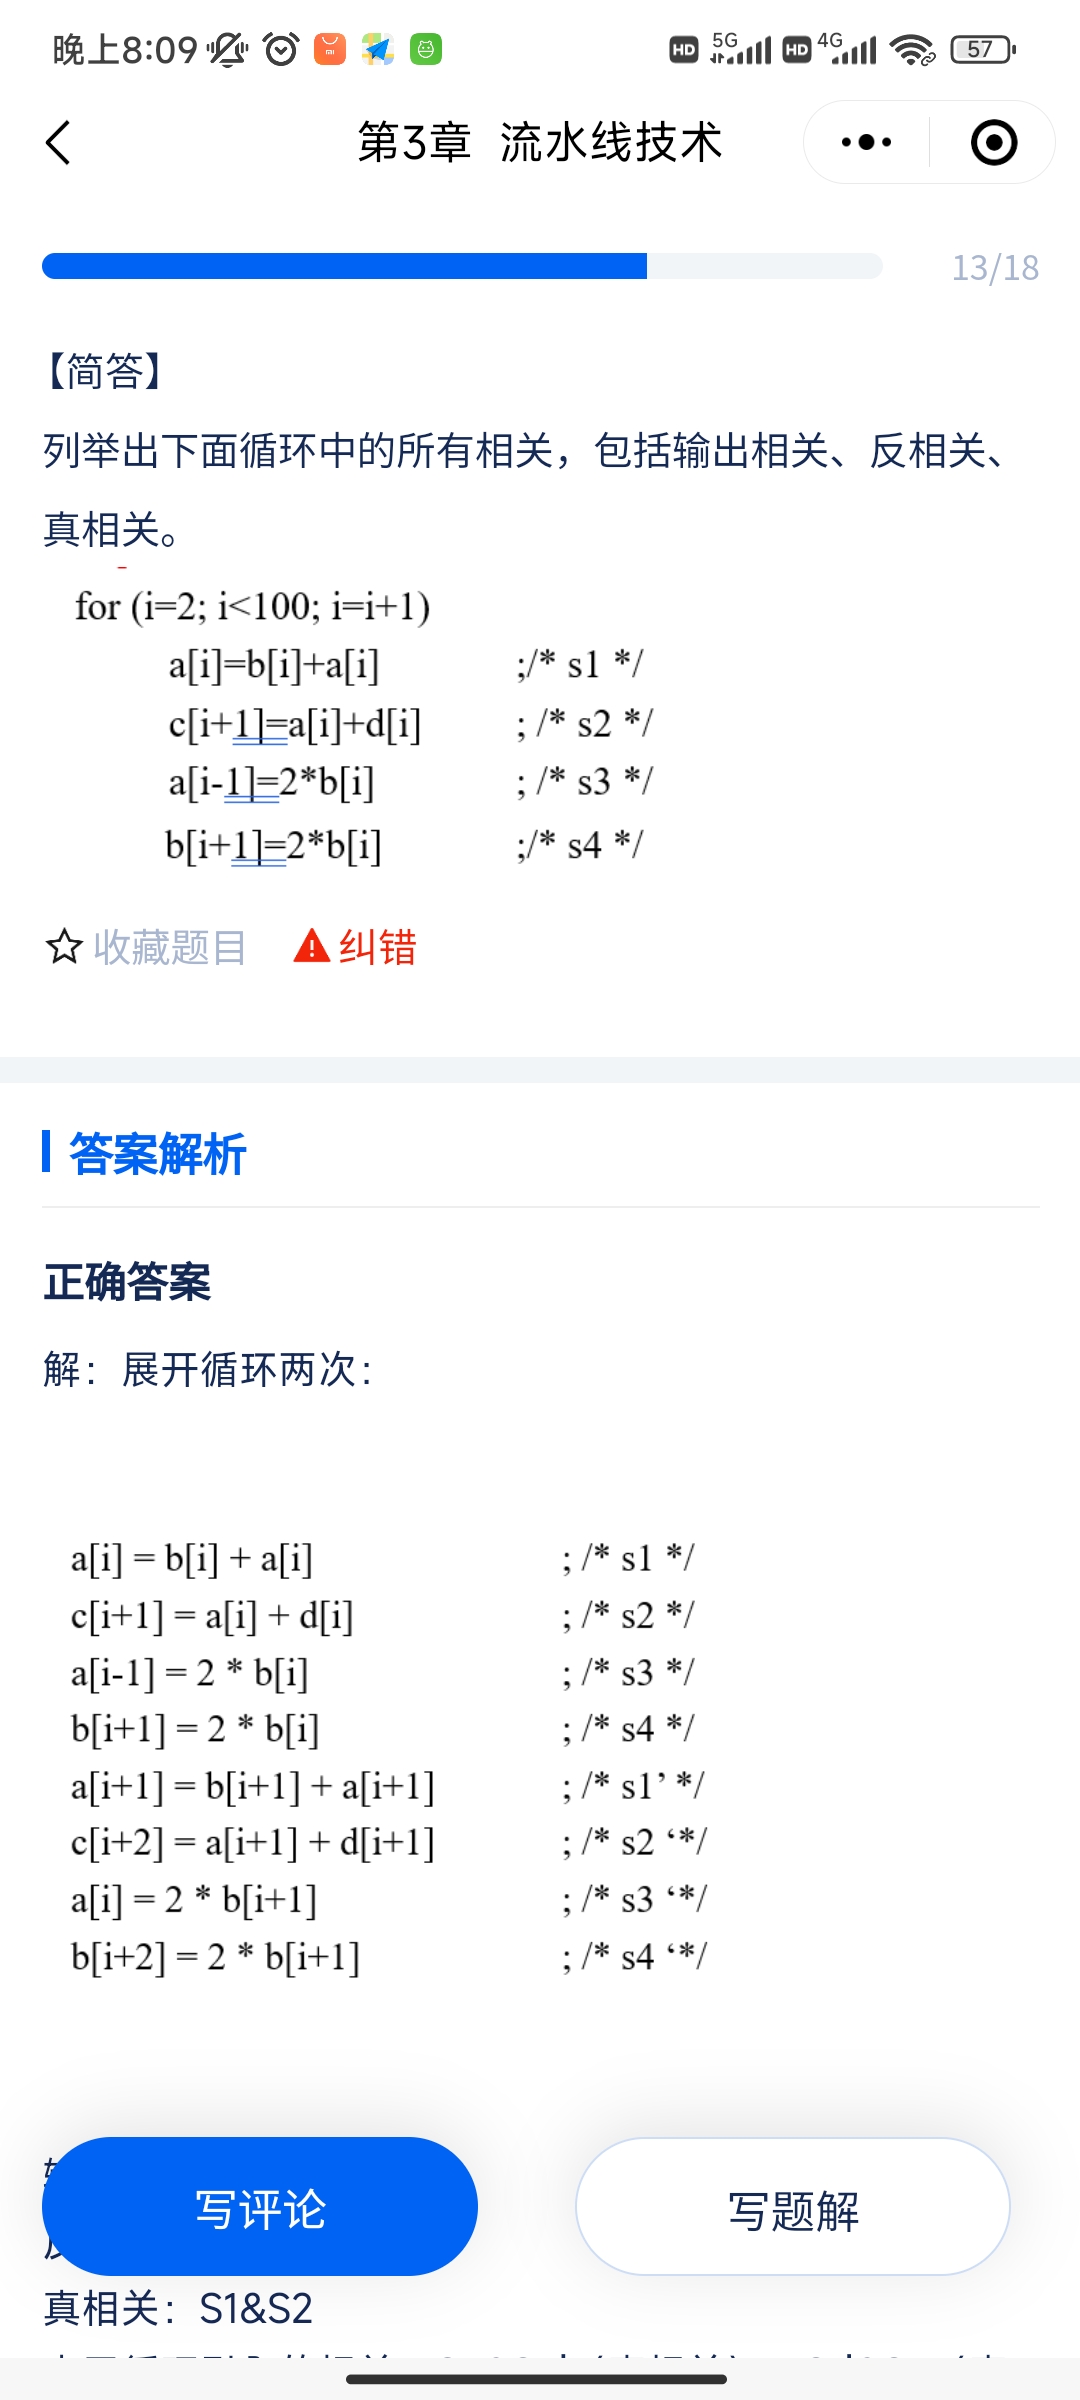 晚上8:09
HD 5G HD 4G 57
第3章 流水线技术
13/18
【简答】
列举出下面循环中的所有相关，包括输出相关、反相关、
真相关。
for (i=2; i<100; i=i+1)
a[i]=b[i]+a[i] ;/* s1 */
c[i+1]=a[i]+d[i] ; /* s2 */
a[i-1]=2*b[i] ; /* s3 */
b[i+1]=2*b[i] ;/* s4 */
收藏题目 纠错
答案解析
正确答案
解：展开循环两次：
a[i] = b[i] + a[i] ; /* s1 */
c[i+1] = a[i] + d[i] ; /* s2 */
a[i-1] = 2 * b[i] ; /* s3 */
b[i+1] = 2 * b[i] ; /* s4 */
a[i+1] = b[i+1] + a[i+1] ; /* s1’ */
c[i+2] = a[i+1] + d[i+1] ; /* s2 ‘*/
a[i] = 2 * b[i+1] ; /* s3 ‘*/
b[i+2] = 2 * b[i+1] ; /* s4 ‘*/
写评论 写题解
真相关：S1&S2